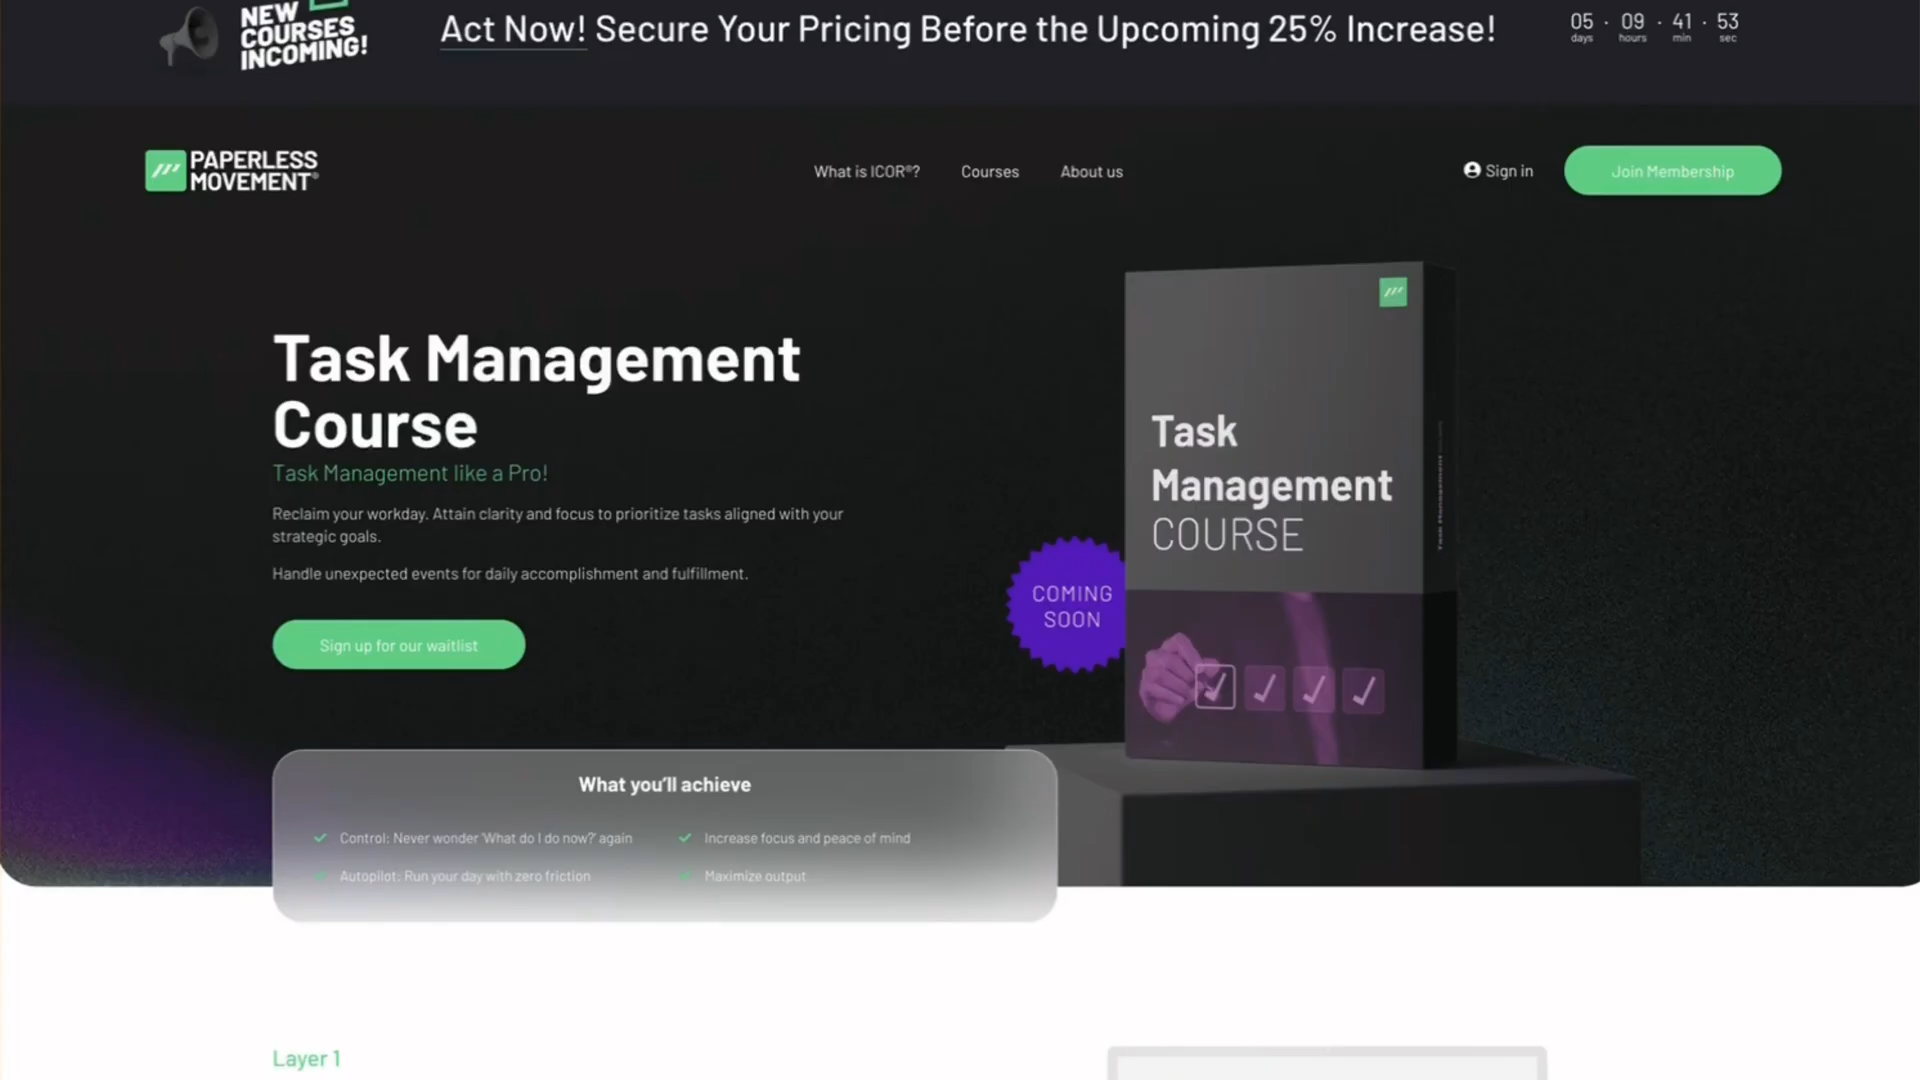 NEW
COURSES
INCOMING!
Act Now! Secure Your Pricing Before the Upcoming 25% Increase!
05 · 09 · 41 · 53
days hours min sec
PAPERLESS
MOVEMENT®
What is ICOR®?
Courses
About us
Sign in
Join Membership
Task Management
Course
Task Management like a Pro!
Reclaim your workday. Attain clarity and focus to prioritize tasks aligned with your
strategic goals.
Handle unexpected events for daily accomplishment and fulfillment.
Sign up for our waitlist
COMING
SOON
Task
Management
COURSE
Task Management
What you'll achieve
Control: Never wonder 'What do I do now?' again
Increase focus and peace of mind
Autopilot: Run your day with zero friction
Maximize output
Layer 1